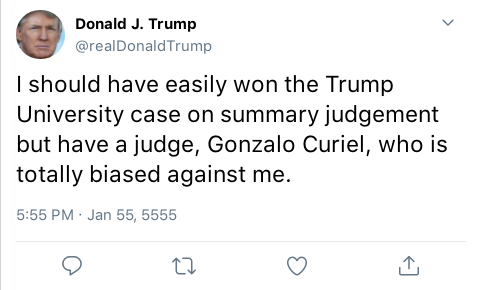 Donald J. Trump
@realDonaldTrump
I should have easily won the Trump
University case on summary judgement
but have a judge, Gonzalo Curiel, who is
totally biased against me.
5:55 PM · Jan 55, 5555